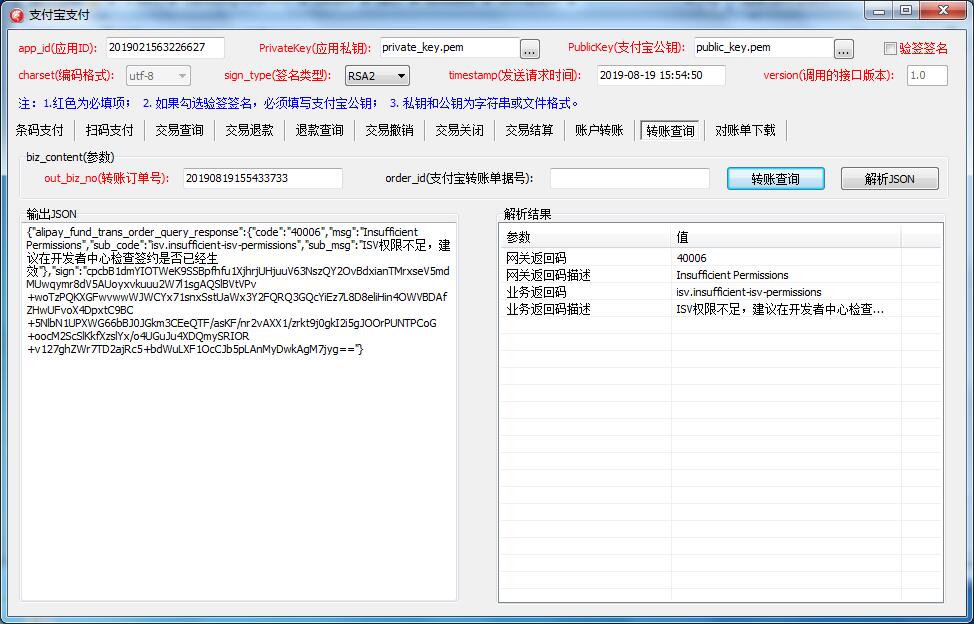 支付宝支付
app_id(应用ID): 2019021563226627 PrivateKey(应用私钥): private_key.pem ... PublicKey(支付宝公钥): public_key.pem ... 验签签名
charset(编码格式): utf-8 sign_type(签名类型): RSA2 timestamp(发送请求时间): 2019-08-19 15:54:50 version(调用的接口版本): 1.0
注: 1.红色为必填项; 2. 如果勾选验签签名，必须填写支付宝公钥; 3. 私钥和公钥为字符串或文件格式。
条码支付 扫码支付 交易查询 交易退款 退款查询 交易撤销 交易关闭 交易结算 账户转账 转账查询 对账单下载
biz_content(参数)
out_biz_no(转账订单号): 20190819155433733 order_id(支付宝转账单据号): 转账查询 解析JSON
输出JSON
{"alipay_fund_trans_order_query_response":{"code":"40006","msg":"Insufficient
Permissions","sub_code":"isv.insufficient-isv-permissions","sub_msg":"ISV权限不足，建
议在开发者中心检查签约是否已经生
效"},"sign":"cpcbB1dmYIOTWeK9SSBpfhfu1XjhrjUHjuuV63NszQY2OvBdxianTMrxseV5md
MUwqymr8dV5AUoyxvkuuu2W7l1sgAQSlBVtVPv
+woTzPQKXGFwvwwWJWCYx71snxSstUaWx3Y2FQRQ3GQcYiEz7L8D8eliHin4OWVBDAf
ZHwUFvoX4DpxtC9BC
+5NlbN1UPXWG66bBJ0JGkm3CEeQTF/asKF/nr2vAXX1/zrkt9j0gkI2i5gJOOrPUNTPCoG
+oocM2ScSlKkfXzslYx/o4UGuJu4XDQmySRIOR
+v127ghZWr7TD2ajRc5+bdWuLXF1OcCJb5pLAnMyDwkAgM7jyg=="}
解析结果
参数 值
网关返回码 40006
网关返回码描述 Insufficient Permissions
业务返回码 isv.insufficient-isv-permissions
业务返回码描述 ISV权限不足，建议在开发者中心检查...